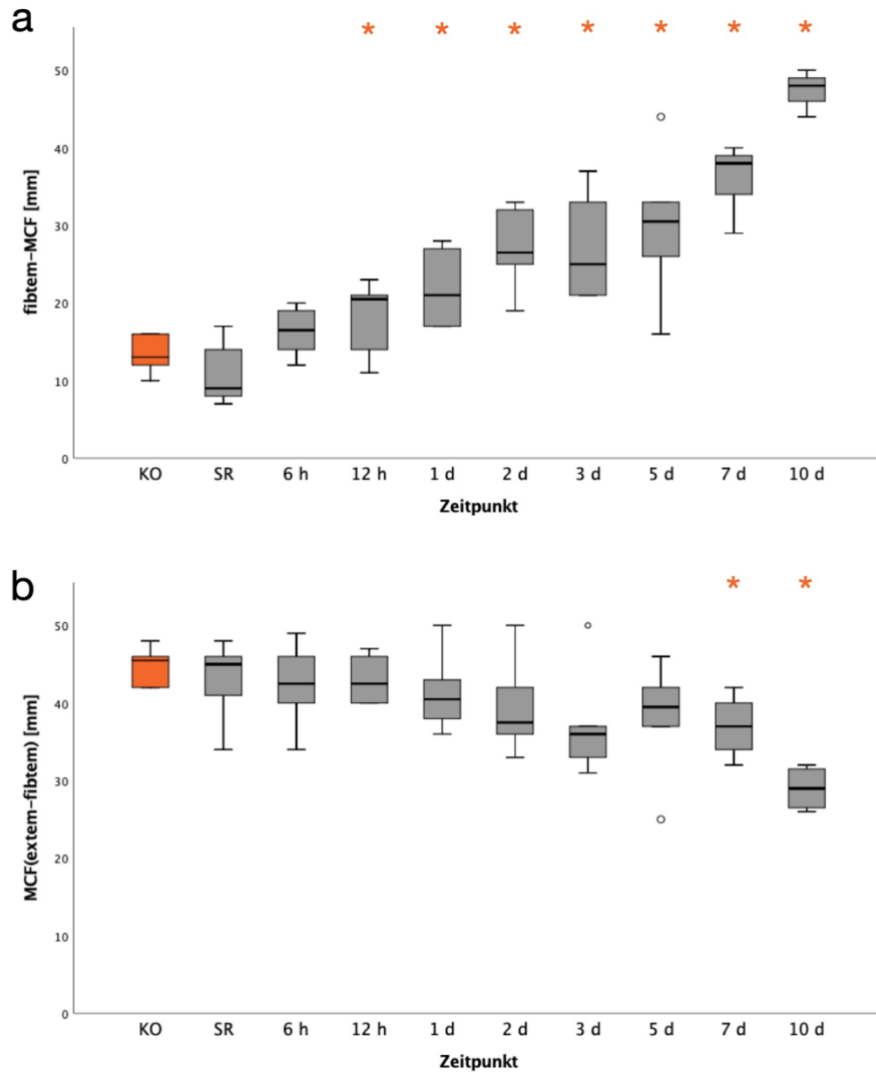 a
* * * * * * *
fibtem-MCF [mm]
50
40
30
20
10
0
KO SR 6 h 12 h 1 d 2 d 3 d 5 d 7 d 10 d
Zeitpunkt
b
* *
MCF(extem-fibtem) [mm]
50
40
30
20
10
0
KO SR 6 h 12 h 1 d 2 d 3 d 5 d 7 d 10 d
Zeitpunkt